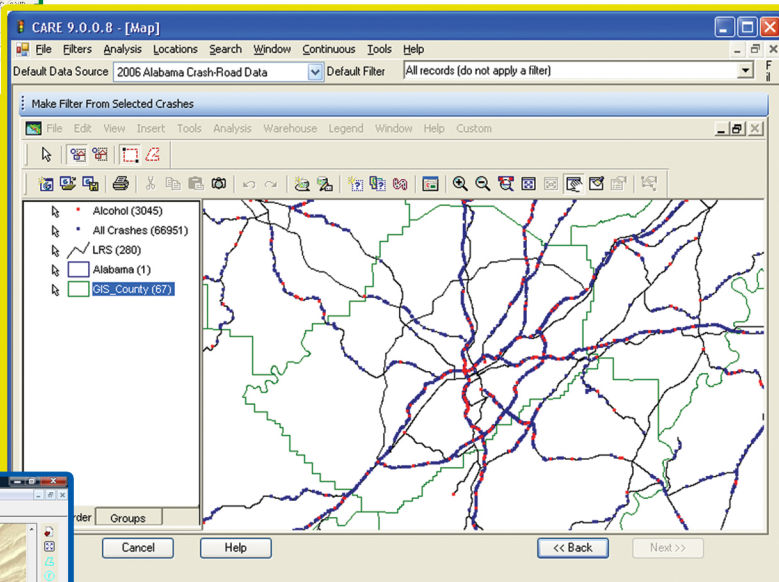 CARE 9.0.0.8 - [Map]
File Filters Analysis Locations Search Window Continuous Tools Help
Default Data Source 2006 Alabama Crash-Road Data Default Filter All records (do not apply a filter)
Make Filter From Selected Crashes
File Edit View Insert Tools Analysis Warehouse Legend Window Help Custom
Alcohol (3045)
All Crashes (66951)
LRS (280)
Alabama (1)
GIS_County (67)
Groups
Cancel Help << Back Next >>